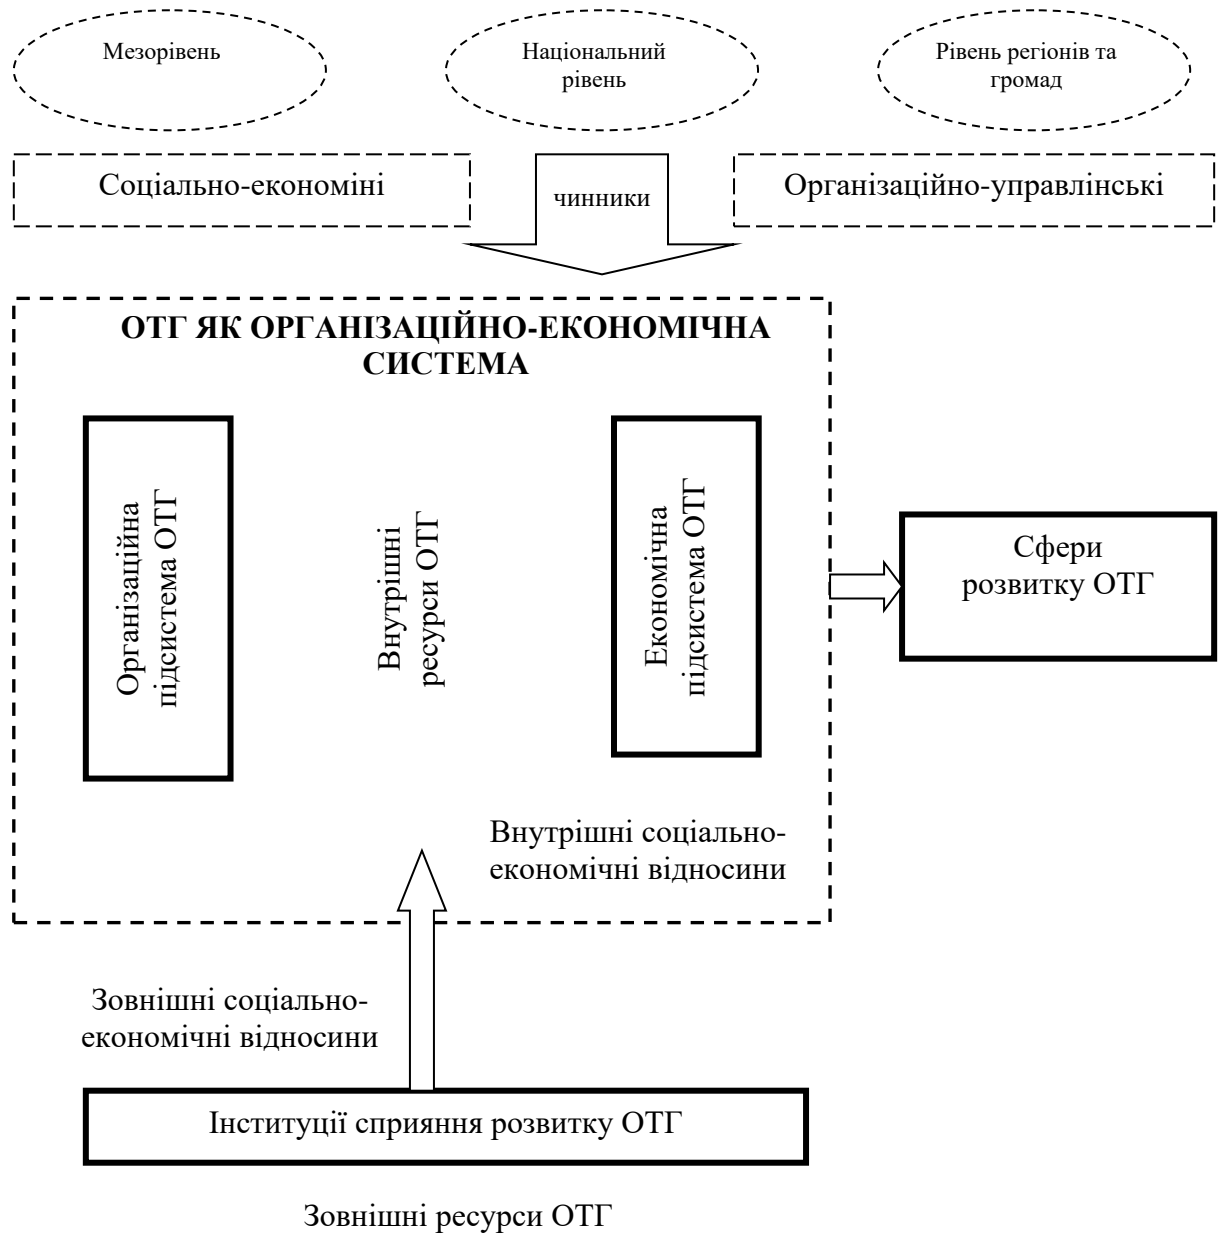 Мезорівень
Національний
рівень
Рівень регіонів та
громад
Соціально-економіні
чинники
Організаційно-управлінські
ОТГ ЯК ОРГАНІЗАЦІЙНО-ЕКОНОМІЧНА
СИСТЕМА
Організаційна
підсистема ОТГ
Внутрішні
ресурси ОТГ
Економічна
підсистема ОТГ
Сфери
розвитку ОТГ
Внутрішні соціально-
економічні відносини
Зовнішні соціально-
економічні відносини
Інституції сприяння розвитку ОТГ
Зовнішні ресурси ОТГ